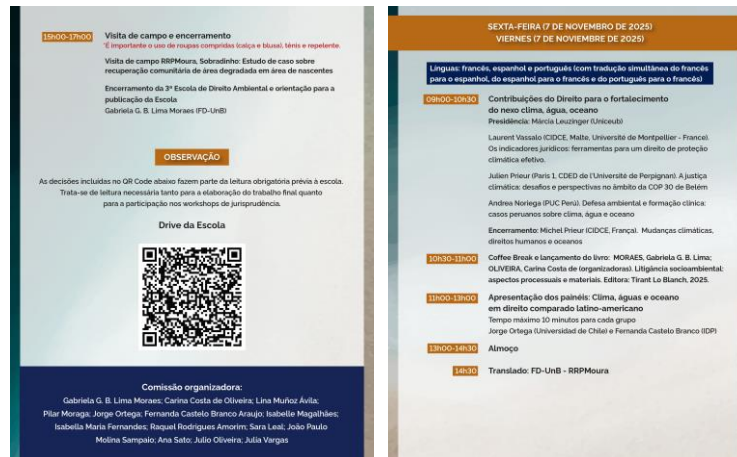 15h00-17h00 Visita de campo e encerramento
*É importante o uso de roupas compridas (calça e blusa), tênis e repelente.
Visita de campo RRPMoura, Sobradinho: Estudo de caso sobre
recuperação comunitária de área degradada em área de nascentes
Encerramento da 3ª Escola de Direito Ambiental e orientação para a
publicação da Escola
Gabriela G. B. Lima Moraes (FD-UnB)
OBSERVAÇÃO
As decisões incluídas no QR Code abaixo fazem parte da leitura obrigatória prévia à escola.
Trata-se de leitura necessária tanto para a elaboração do trabalho final quanto
para a participação nos workshops de jurisprudência.
Drive da Escola
Comissão organizadora:
Gabriela G. B. Lima Moraes; Carina Costa de Oliveira; Lina Muñoz Ávila;
Pilar Moraga; Jorge Ortega; Fernanda Castelo Branco Araujo; Isabelle Magalhães;
Isabella Maria Fernandes; Raquel Rodrigues Amorim; Sara Leal; João Paulo
Molina Sampaio; Ana Sato; Julio Oliveira; Julia Vargas
SEXTA-FEIRA (7 DE NOVEMBRO DE 2025)
VIERNES (7 DE NOVIEMBRE DE 2025)
Línguas: francês, espanhol e português (com tradução simultânea do francês
para o espanhol, do espanhol para o francês e do português para o francês)
09h00-10h30 Contribuições do Direito para o fortalecimento
do nexo clima, água, oceano
Presidência: Márcia Leuzinger (Uniceub)
Laurent Vassalo (CIDCE, Malte, Université de Montpellier - France).
Os indicadores jurídicos: ferramentas para um direito de proteção
climática efetivo.
Julien Prieur (Paris 1, CDED de l'Université de Perpignan). A justiça
climática: desafios e perspectivas no âmbito da COP 30 de Belém
Andrea Noriega (PUC Perú). Defesa ambiental e formação clínica:
casos peruanos sobre clima, água e oceano
Encerramento: Michel Prieur (CIDCE, França). Mudanças climáticas,
direitos humanos e oceanos
10h30-11h00 Coffee Break e lançamento do livro: MORAES, Gabriela G. B. Lima;
OLIVEIRA, Carina Costa de (organizadoras). Litigância socioambiental:
aspectos processuais e materiais. Editora: Tirant Lo Blanch, 2025.
11h00-13h00 Apresentação dos painéis: Clima, águas e oceano
em direito comparado latino-americano
Tempo máximo 10 minutos para cada grupo
Jorge Ortega (Universidad de Chile) e Fernanda Castelo Branco (IDP)
13h00-14h30 Almoço
14h30 Translado: FD-UnB - RRPMoura